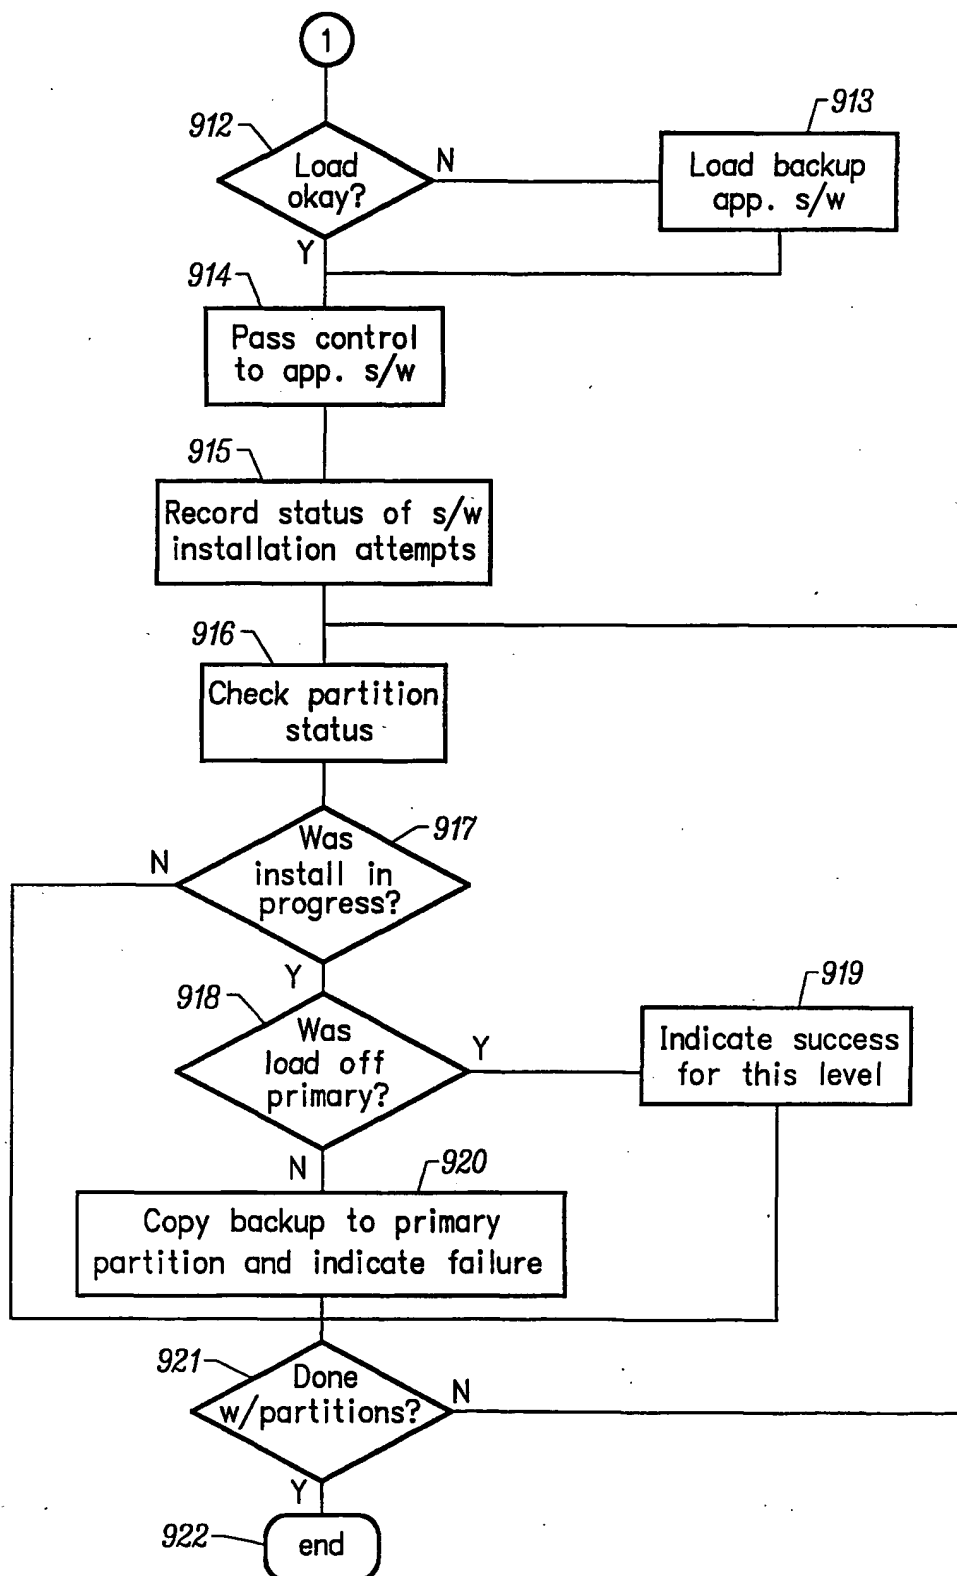 1
912
Load
okay?
N
Y
913
Load backup
app. s/w
914
Pass control
to app. s/w
915
Record status of s/w
installation attempts
916
Check partition
status
917
Was
install in
progress?
N
Y
918
Was
load off
primary?
Y
N
919
Indicate success
for this level
920
Copy backup to primary
partition and indicate failure
921
Done
w/partitions?
N
Y
922
end